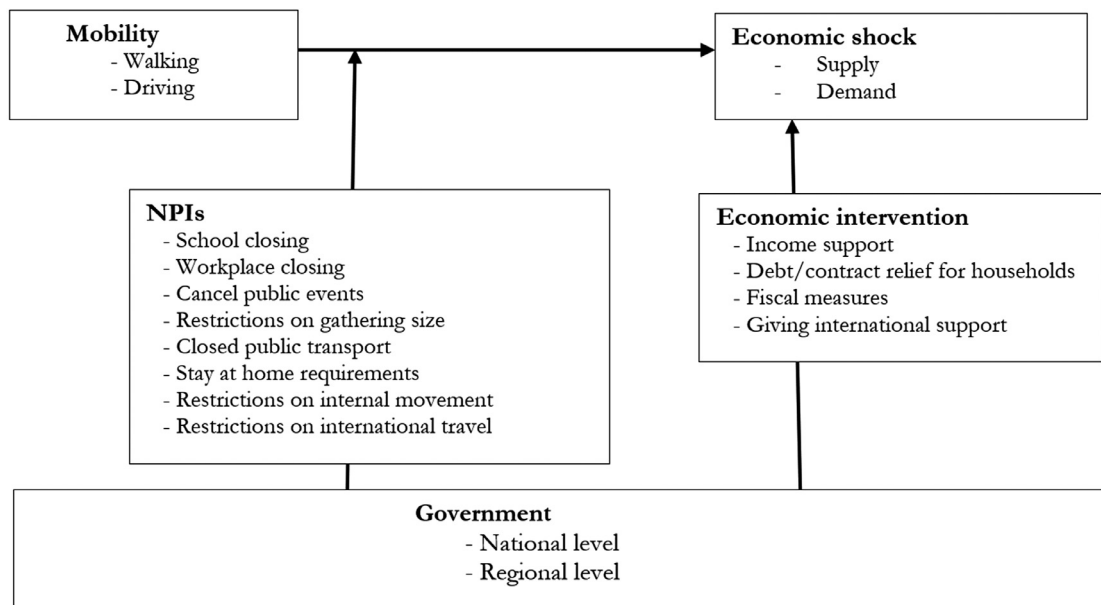 Mobility
- Walking
- Driving
Economic shock
- Supply
- Demand
NPIs
- School closing
- Workplace closing
- Cancel public events
- Restrictions on gathering size
- Closed public transport
- Stay at home requirements
- Restrictions on internal movement
- Restrictions on international travel
Economic intervention
- Income support
- Debt/contract relief for households
- Fiscal measures
- Giving international support
Government
- National level
- Regional level